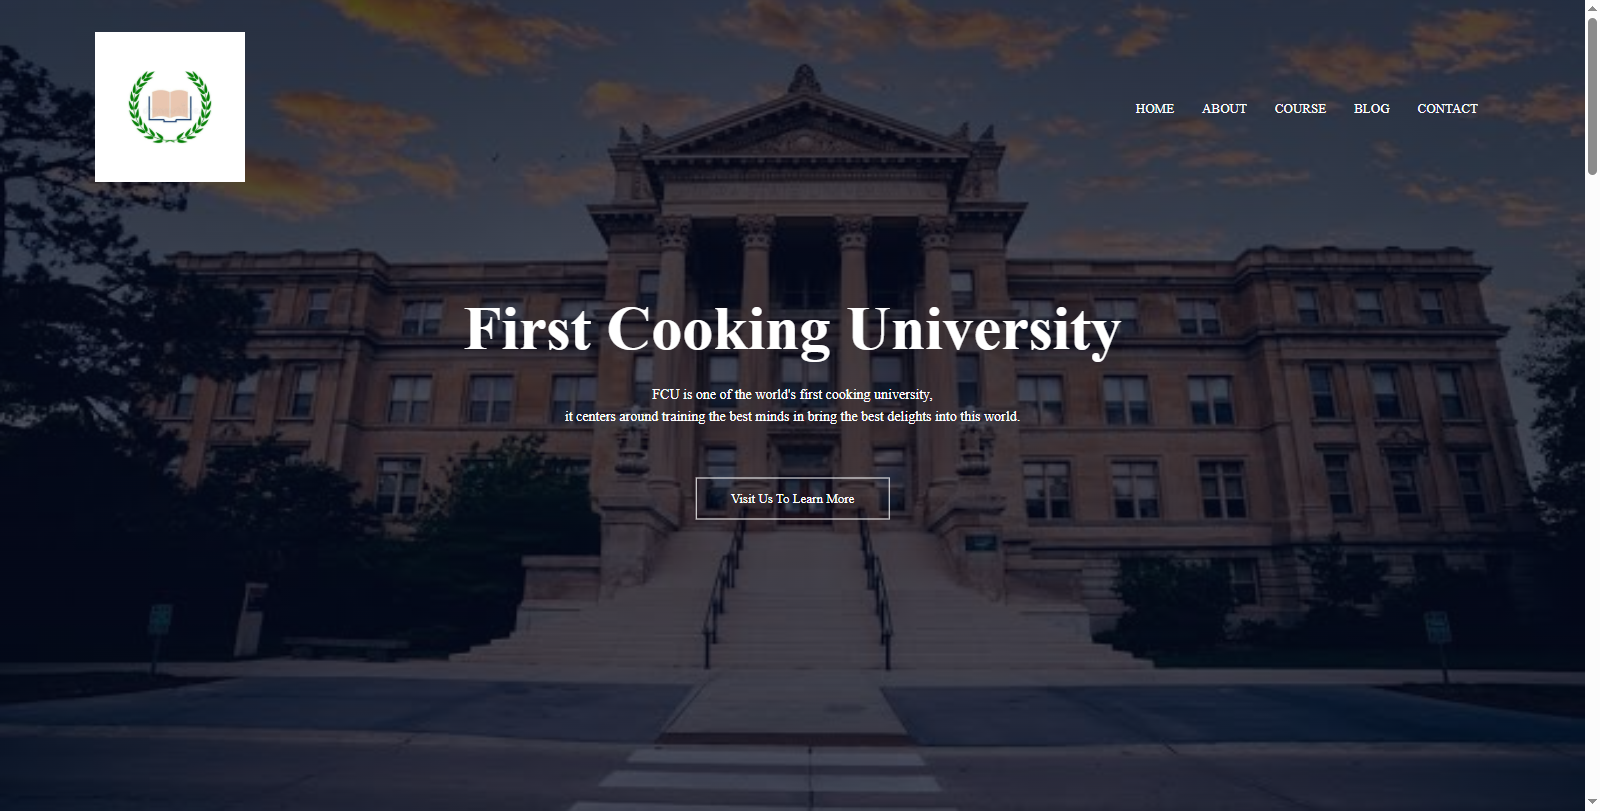 HOME ABOUT COURSE BLOG CONTACT
First Cooking University
FCU is one of the world's first cooking university,
it centers around training the best minds in bring the best delights into this world.
Visit Us To Learn More